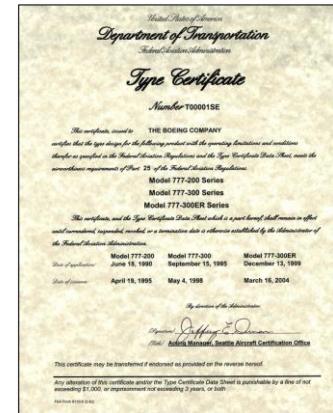 United States of America
Department of Transportation
Federal Aviation Administration
Type Certificate
Number T00001SE
This certificate, issued to THE BOEING COMPANY
certifies that the type design for the following product with the operating limitations and conditions
therefor as specified in the Federal Aviation Regulations and the Type Certificate Data Sheet, meets the
airworthiness requirements of Part 25 of the Federal Aviation Regulations.
Model 777-200 Series
Model 777-300 Series
Model 777-300ER Series
This certificate, and the Type Certificate Data Sheet which is a part hereof, shall remain in effect
until surrendered, suspended, revoked, or a termination date is otherwise established by the Administrator of
the Federal Aviation Administration.
Model 777-200 Model 777-300 Model 777-300ER
Date of application: June 18, 1990 September 15, 1995 December 13, 1999
Date of issuance: April 19, 1995 May 4, 1998 March 16, 2004
By direction of the Administrator
(Signature)
(Title) Acting Manager, Seattle Aircraft Certification Office
This certificate may be transferred if endorsed as provided on the reverse hereof.
Any alteration of this certificate and/or the Type Certificate Data Sheet is punishable by a fine of not
exceeding $1,000, or imprisonment not exceeding 3 years, or both